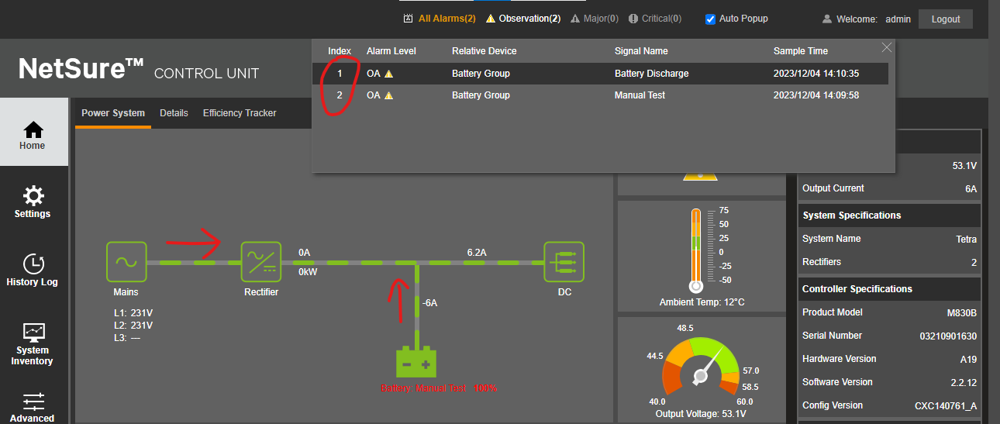 All Alarms(2) Observation(2) Major(0) Critical(0) Auto Popup Welcome: admin Logout
NetSure™ CONTROL UNIT
Index Alarm Level Relative Device Signal Name Sample Time
1 OA Battery Group Battery Discharge 2023/12/04 14:10:35
2 OA Battery Group Manual Test 2023/12/04 14:09:58
Home
Settings
History Log
System
Inventory
Advanced
Power System Details Efficiency Tracker
0A
0kW
6.2A
-6A
Mains
Rectifier
DC
L1: 231V
L2: 231V
L3: ---
Battery: Manual Test 100%
75
50
25
0
-25
-50
Ambient Temp: 12°C
48.5
44.5
57.0
58.5
40.0
60.0
Output Voltage: 53.1V
53.1V
Output Current 6A
System Specifications
System Name Tetra
Rectifiers 2
Controller Specifications
Product Model M830B
Serial Number 03210901630
Hardware Version A19
Software Version 2.2.12
Config Version CXC140761_A